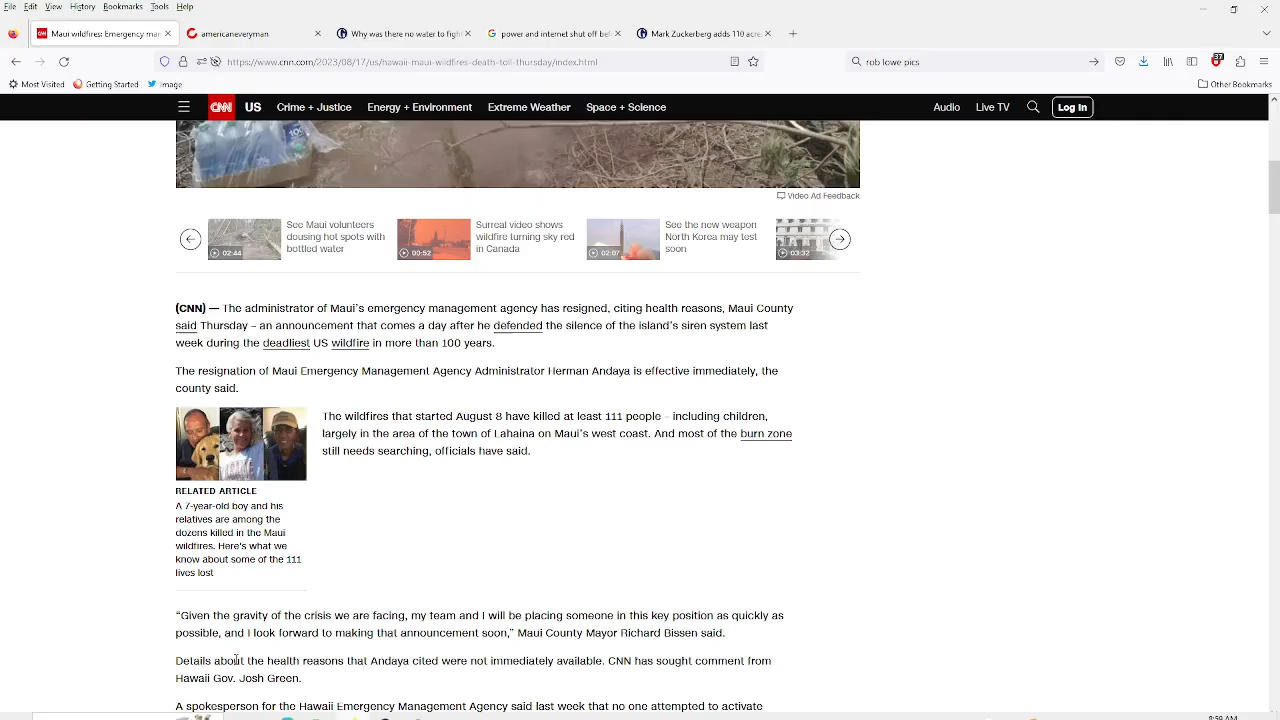 File Edit View History Bookmarks Tools Help
Maui wildfires: Emergency man
americaneveryman
Why was there no water to figh
power and internet shut off bef
Mark Zuckerberg adds 110 acre
https://www.cnn.com/2023/08/17/us/hawaii-maui-wildfires-death-toll-thursday/index.html
rob lowe pics
37
Most Visited Getting Started Image Other Bookmarks
CNN US Crime + Justice Energy + Environment Extreme Weather Space + Science Audio Live TV Log In
Video Ad Feedback
02:44
See Maui volunteers
dousing hot spots with
bottled water
00:52
Surreal video shows
wildfire turning sky red
in Canada
02:07
See the new weapon
North Korea may test
soon
03:32
(CNN) — The administrator of Maui's emergency management agency has resigned, citing health reasons, Maui County
said Thursday – an announcement that comes a day after he defended the silence of the island's siren system last
week during the deadliest US wildfire in more than 100 years.
The resignation of Maui Emergency Management Agency Administrator Herman Andaya is effective immediately, the
county said.
The wildfires that started August 8 have killed at least 111 people – including children,
largely in the area of the town of Lahaina on Maui's west coast. And most of the burn zone
still needs searching, officials have said.
RELATED ARTICLE
A 7-year-old boy and his
relatives are among the
dozens killed in the Maui
wildfires. Here's what we
know about some of the 111
lives lost
"Given the gravity of the crisis we are facing, my team and I will be placing someone in this key position as quickly as
possible, and I look forward to making that announcement soon," Maui County Mayor Richard Bissen said.
Details about the health reasons that Andaya cited were not immediately available. CNN has sought comment from
Hawaii Gov. Josh Green.
A spokesperson for the Hawaii Emergency Management Agency said last week that no one attempted to activate
8:59 AM